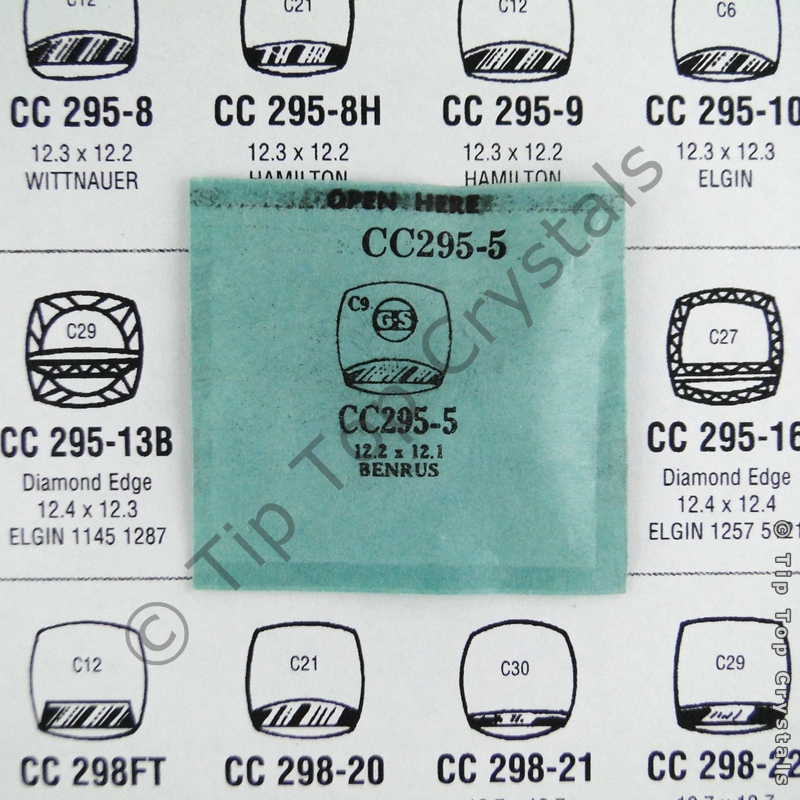 C12
C21
C12
C6
CC 295-8
CC 295-8H
CC 295-9
CC 295-10
12.3 x 12.2
12.3 x 12.2
12.3 x 12.2
12.3 x 12.3
WITTNAUER
HAMILTON
HAMILTON
ELGIN
OPEN HERE
CC295-5
C9
G-S
CC295-5
12.2 x 12.1
BENRUS
C29
CC 295-13B
Diamond Edge
12.4 x 12.3
ELGIN 1145 1287
C27
CC 295-16
Diamond Edge
12.4 x 12.4
ELGIN 1257 5
C12
C21
C30
C29
CC 298FT
CC 298-20
CC 298-21
CC 298-22
© Tip Top Crystals
© Tip Top Crystals